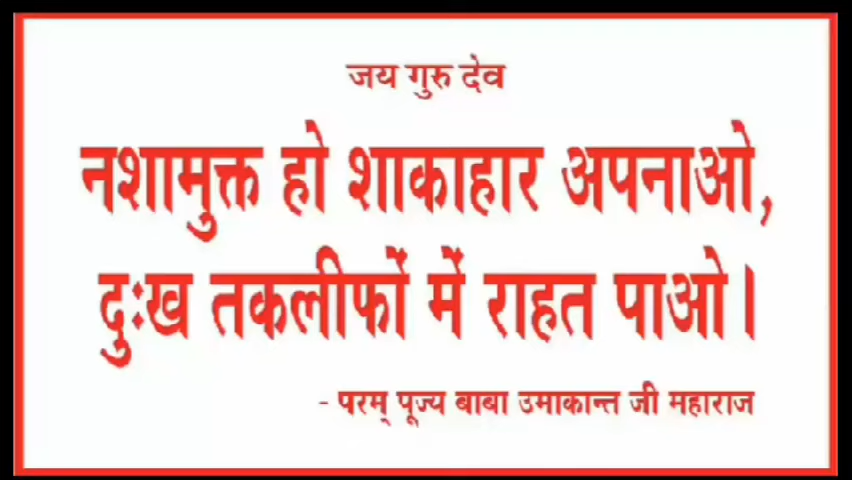 जय गुरु देव
नशामुक्त हो शाकाहार अपनाओ,
दुःख तकलीफों में राहत पाओ।
- परम् पूज्य बाबा उमाकान्त जी महाराज